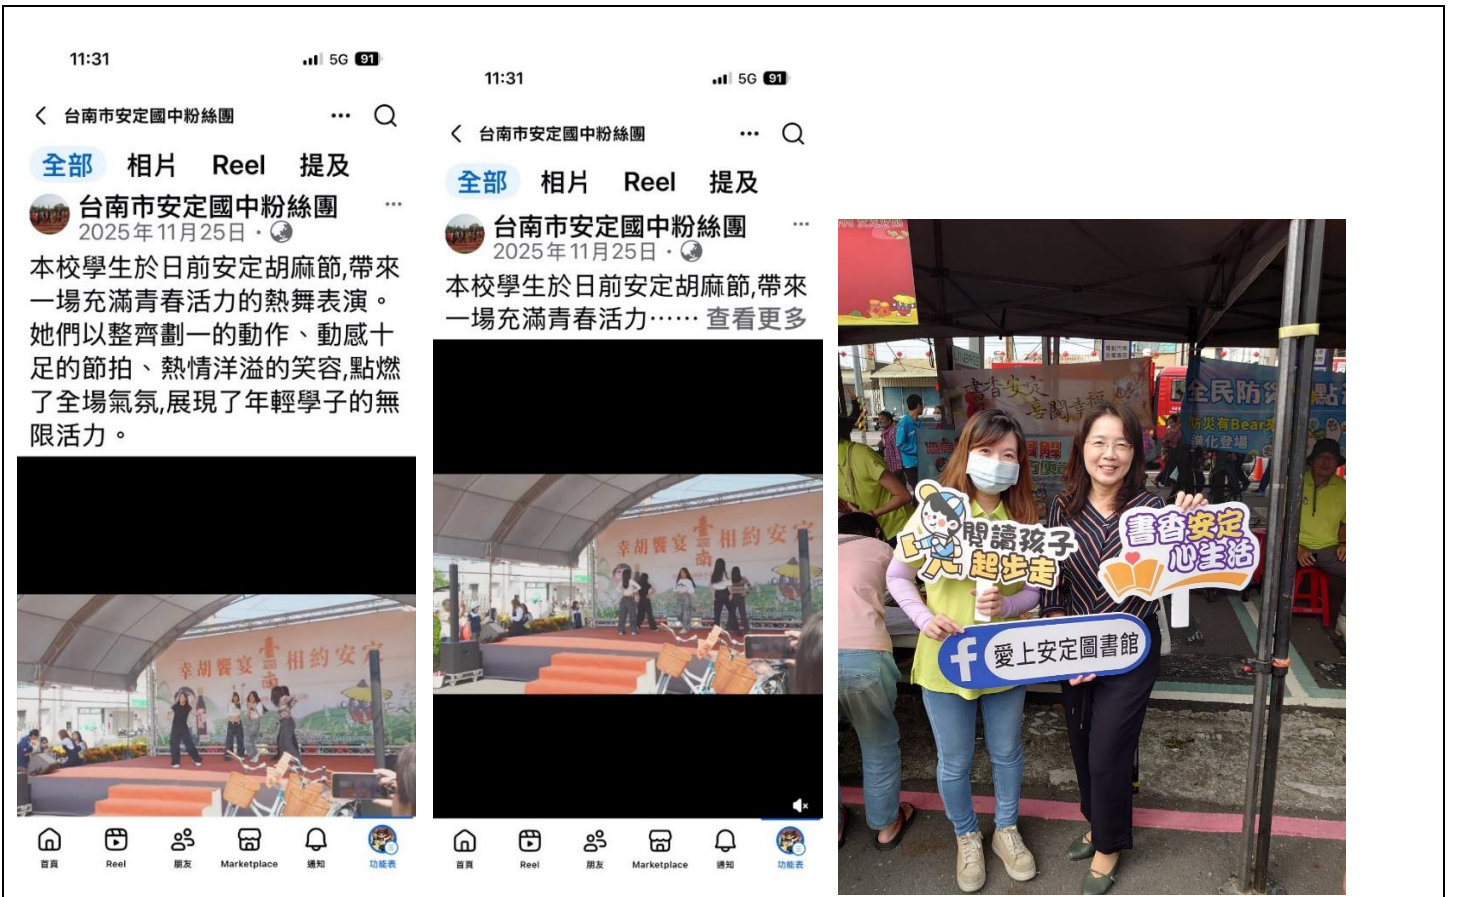 11:31
5G 91
台南市安定國中粉絲團
全部 相片 Reel 提及
台南市安定國中粉絲團
2025年11月25日
本校學生於日前安定胡麻節,帶來
一場充滿青春活力的熱舞表演。
她們以整齊劃一的動作、動感十
足的節拍、熱情洋溢的笑容,點燃
了全場氣氛,展現了年輕學子的無
限活力。
幸胡饗宴 臺南 相約安定
首頁 Reel 朋友 Marketplace 通知 功能表
11:31
5G 91
台南市安定國中粉絲團
全部 相片 Reel 提及
台南市安定國中粉絲團
2025年11月25日
本校學生於日前安定胡麻節,帶來
一場充滿青春活力…… 查看更多
幸胡饗宴 臺南 相約安定
首頁 Reel 朋友 Marketplace 通知 功能表
書香安定
喜閱幸福
全民防災
點
防災有Bear來
進化登場
閱讀孩子
起步走
書香安定
心生活
f 愛上安定圖書館